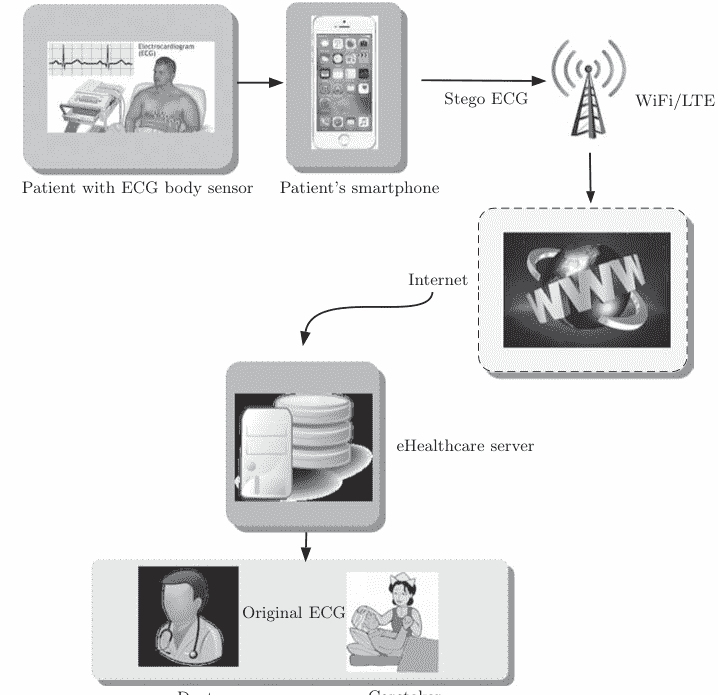 Electrocardiogram
(ECG)
Patient with ECG body sensor
Patient's smartphone
Stego ECG
WiFi/LTE
WWW
Internet
eHealthcare server
Original ECG